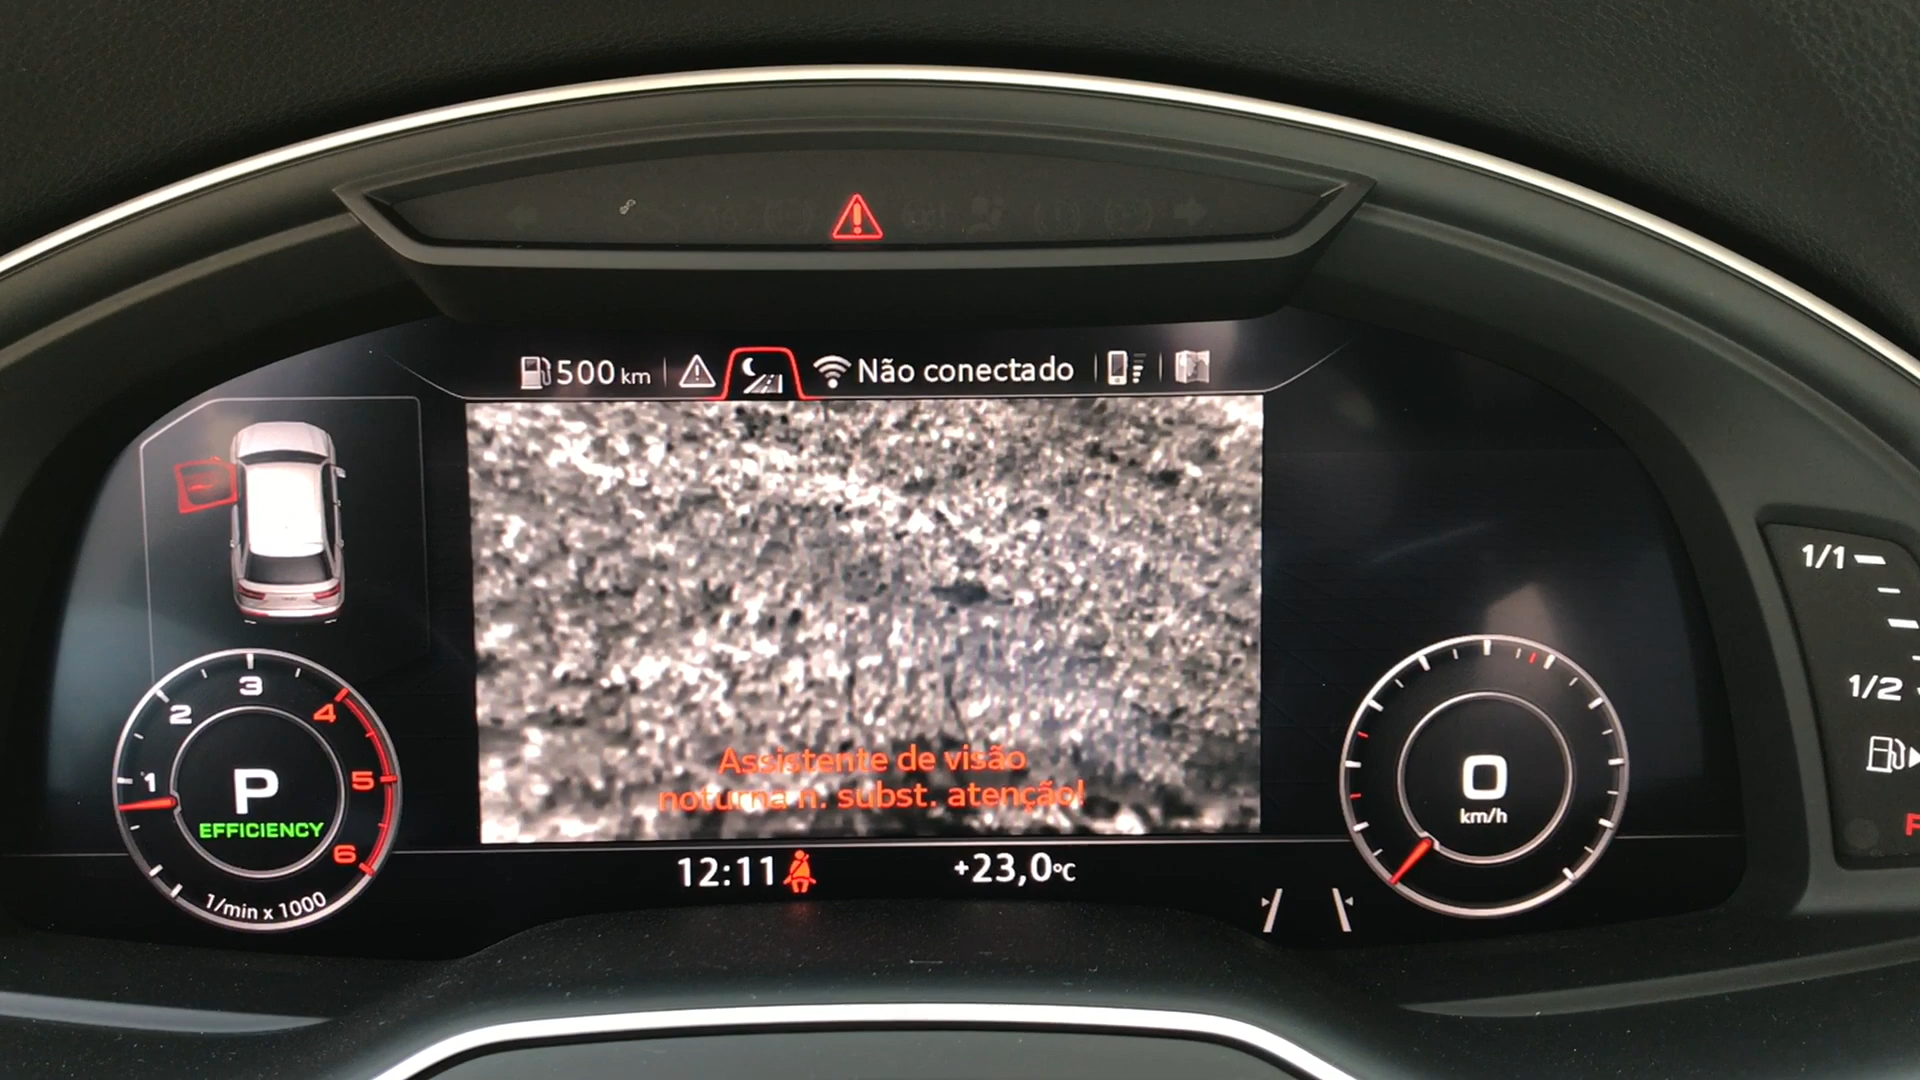 500 km
Não conectado
Assistente de visão
noturna n. subst. atenção!
12:11
+23,0°C
1
2
3
4
5
6
P
EFFICIENCY
1/min x 1000
0
km/h
1/1
1/2